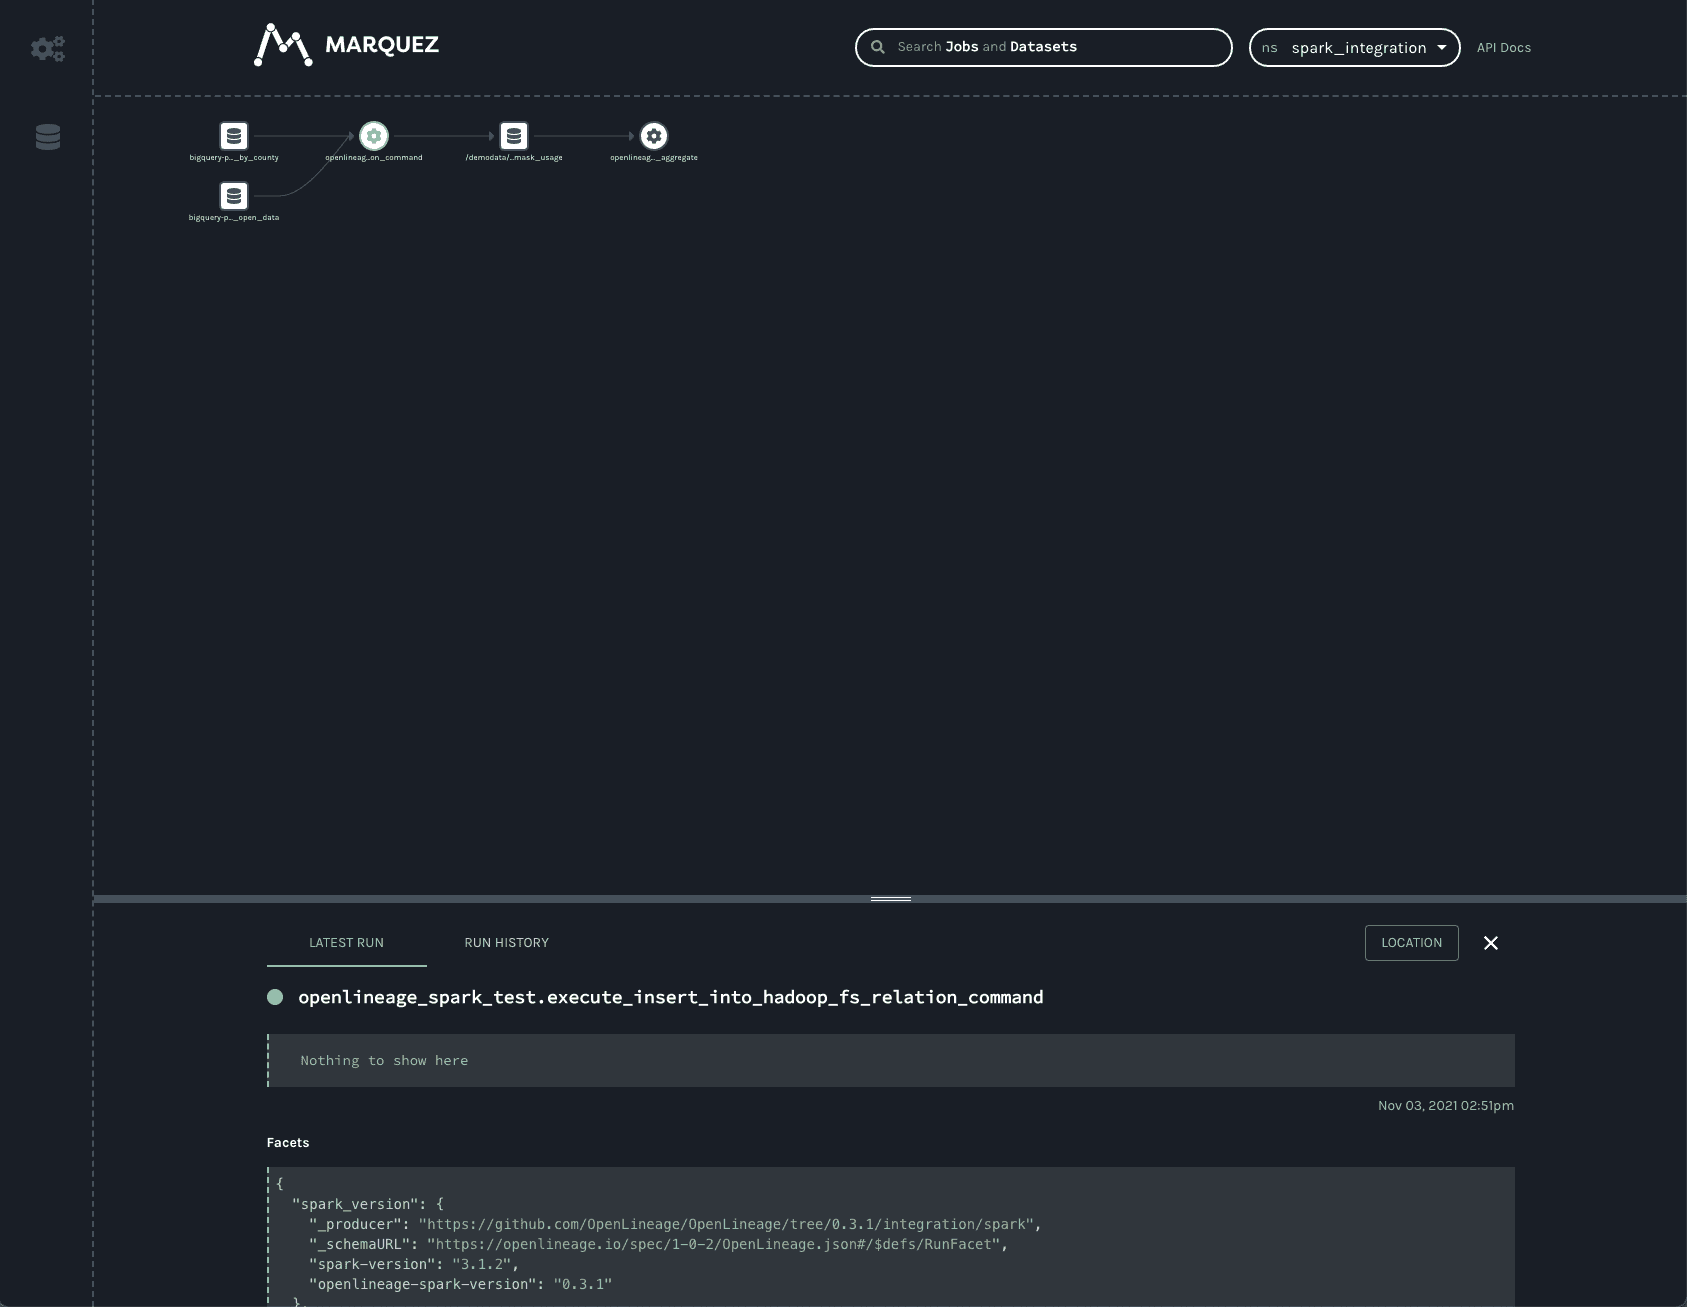 MARQUEZ
Search Jobs and Datasets
ns spark_integration
API Docs
bigquery-p..._by_county
openlineag...on_command
/demodata/...mask_usage
openlineag..._aggregate
bigquery-p..._open_data
LATEST RUN
RUN HISTORY
LOCATION
openlineage_spark_test.execute_insert_into_hadoop_fs_relation_command
Nothing to show here
Nov 03, 2021 02:51pm
Facets
{
"spark_version": {
"_producer": "https://github.com/OpenLineage/OpenLineage/tree/0.3.1/integration/spark",
"_schemaURL": "https://openlineage.io/spec/1-0-2/OpenLineage.json#/$defs/RunFacet",
"spark-version": "3.1.2",
"openlineage-spark-version": "0.3.1"
},